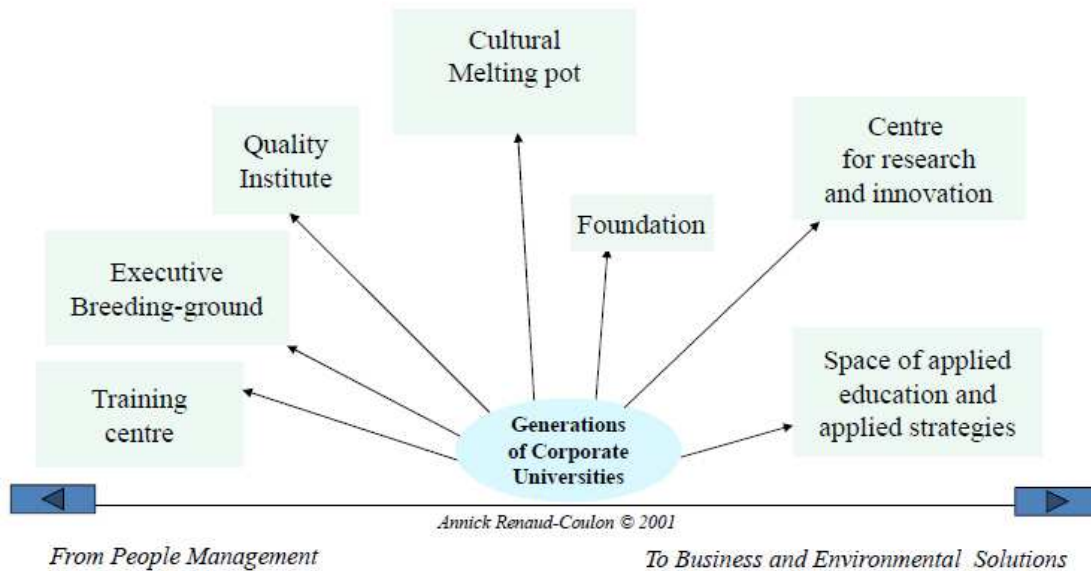 Cultural
Melting pot
Quality
Institute
Centre
for research
and innovation
Foundation
Executive
Breeding-ground
Training
centre
Space of applied
education and
applied strategies
Generations
of Corporate
Universities
Annick Renaud-Coulon © 2001
From People Management
To Business and Environmental Solutions